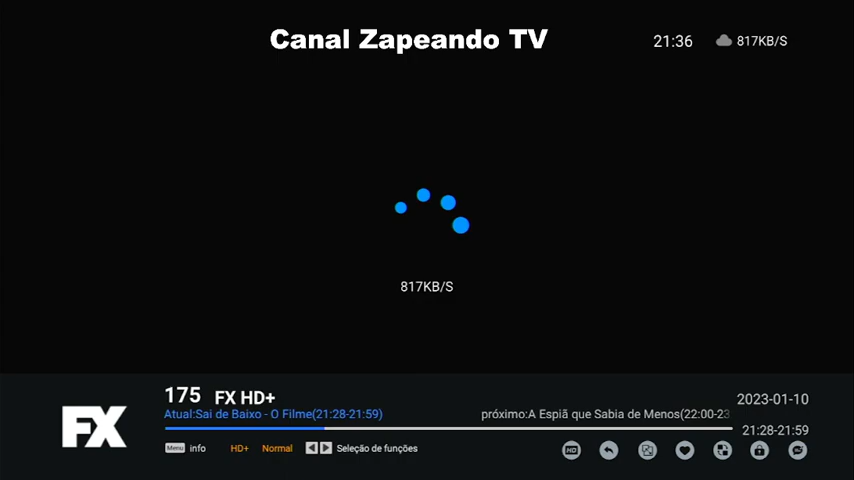 Canal Zapeando TV
21:36
817KB/S
817KB/S
175 FX HD+
2023-01-10
Atual:Sai de Baixo - O Filme(21:28-21:59)
próximo:A Espiã que Sabia de Menos(22:00-23
21:28-21:59
FX
Menu info HD+ Normal Seleção de funções
HD